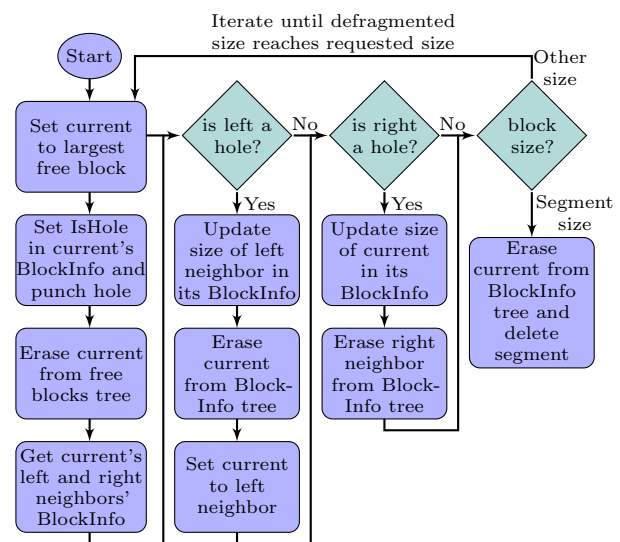 Iterate until defragmented
size reaches requested size
Start
Other
size
Set current
to largest
free block
is left a
hole?
No
is right
a hole?
No
block
size?
Yes
Yes
Segment
size
Set IsHole
in current's
BlockInfo and
punch hole
Update
size of left
neighbor in
its BlockInfo
Update size
of current
in its
BlockInfo
Erase
current from
BlockInfo
tree and
delete
segment
Erase current
from free
blocks tree
Erase
current
from Block-
Info tree
Erase right
neighbor
from Block-
Info tree
Get current's
left and right
neighbors'
BlockInfo
Set current
to left
neighbor